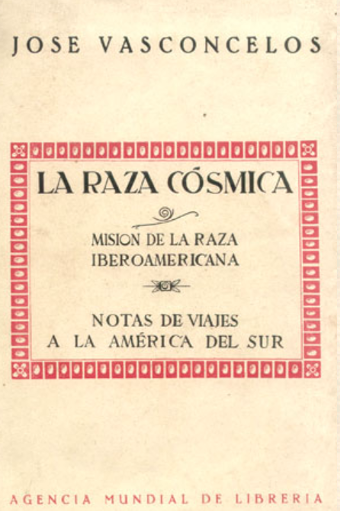 JOSE VASCONCELOS
LA RAZA CÓSMICA
MISION DE LA RAZA
IBEROAMERICANA
NOTAS DE VIAJES
A LA AMÉRICA DEL SUR
AGENCIA MUNDIAL DE LIBRERIA